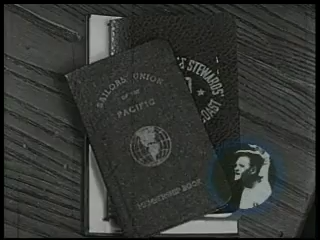 SAILORS' UNION
OF THE
PACIFIC
MEMBERSHIP BOOK
STEWARDS'
COAST